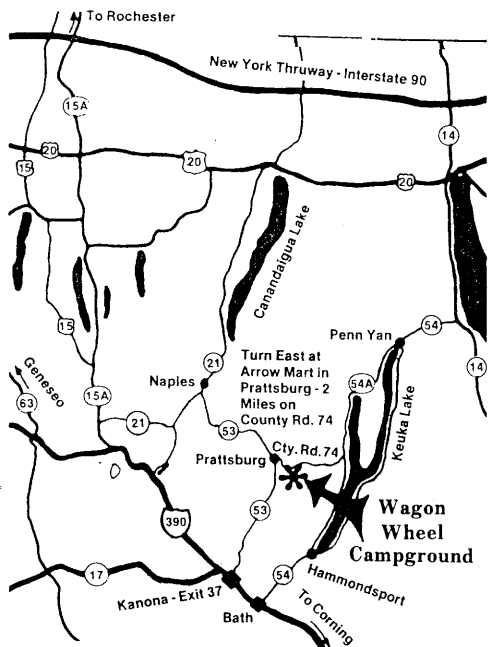 To Rochester
New York Thruway - Interstate 90
15A
14
20
20
15
20
Canandaigua Lake
15
Penn Yan
54
14
Geneseo
21
Turn East at
Arrow Mart in
Prattsburg - 2
Miles on
County Rd. 74
Naples
54A
63
15A
21
53
Cty. Rd. 74
Keuka Lake
Prattsburg
Wagon
Wheel
Campground
390
53
17
54
Hammondsport
Kanona - Exit 37
Bath
To Corning